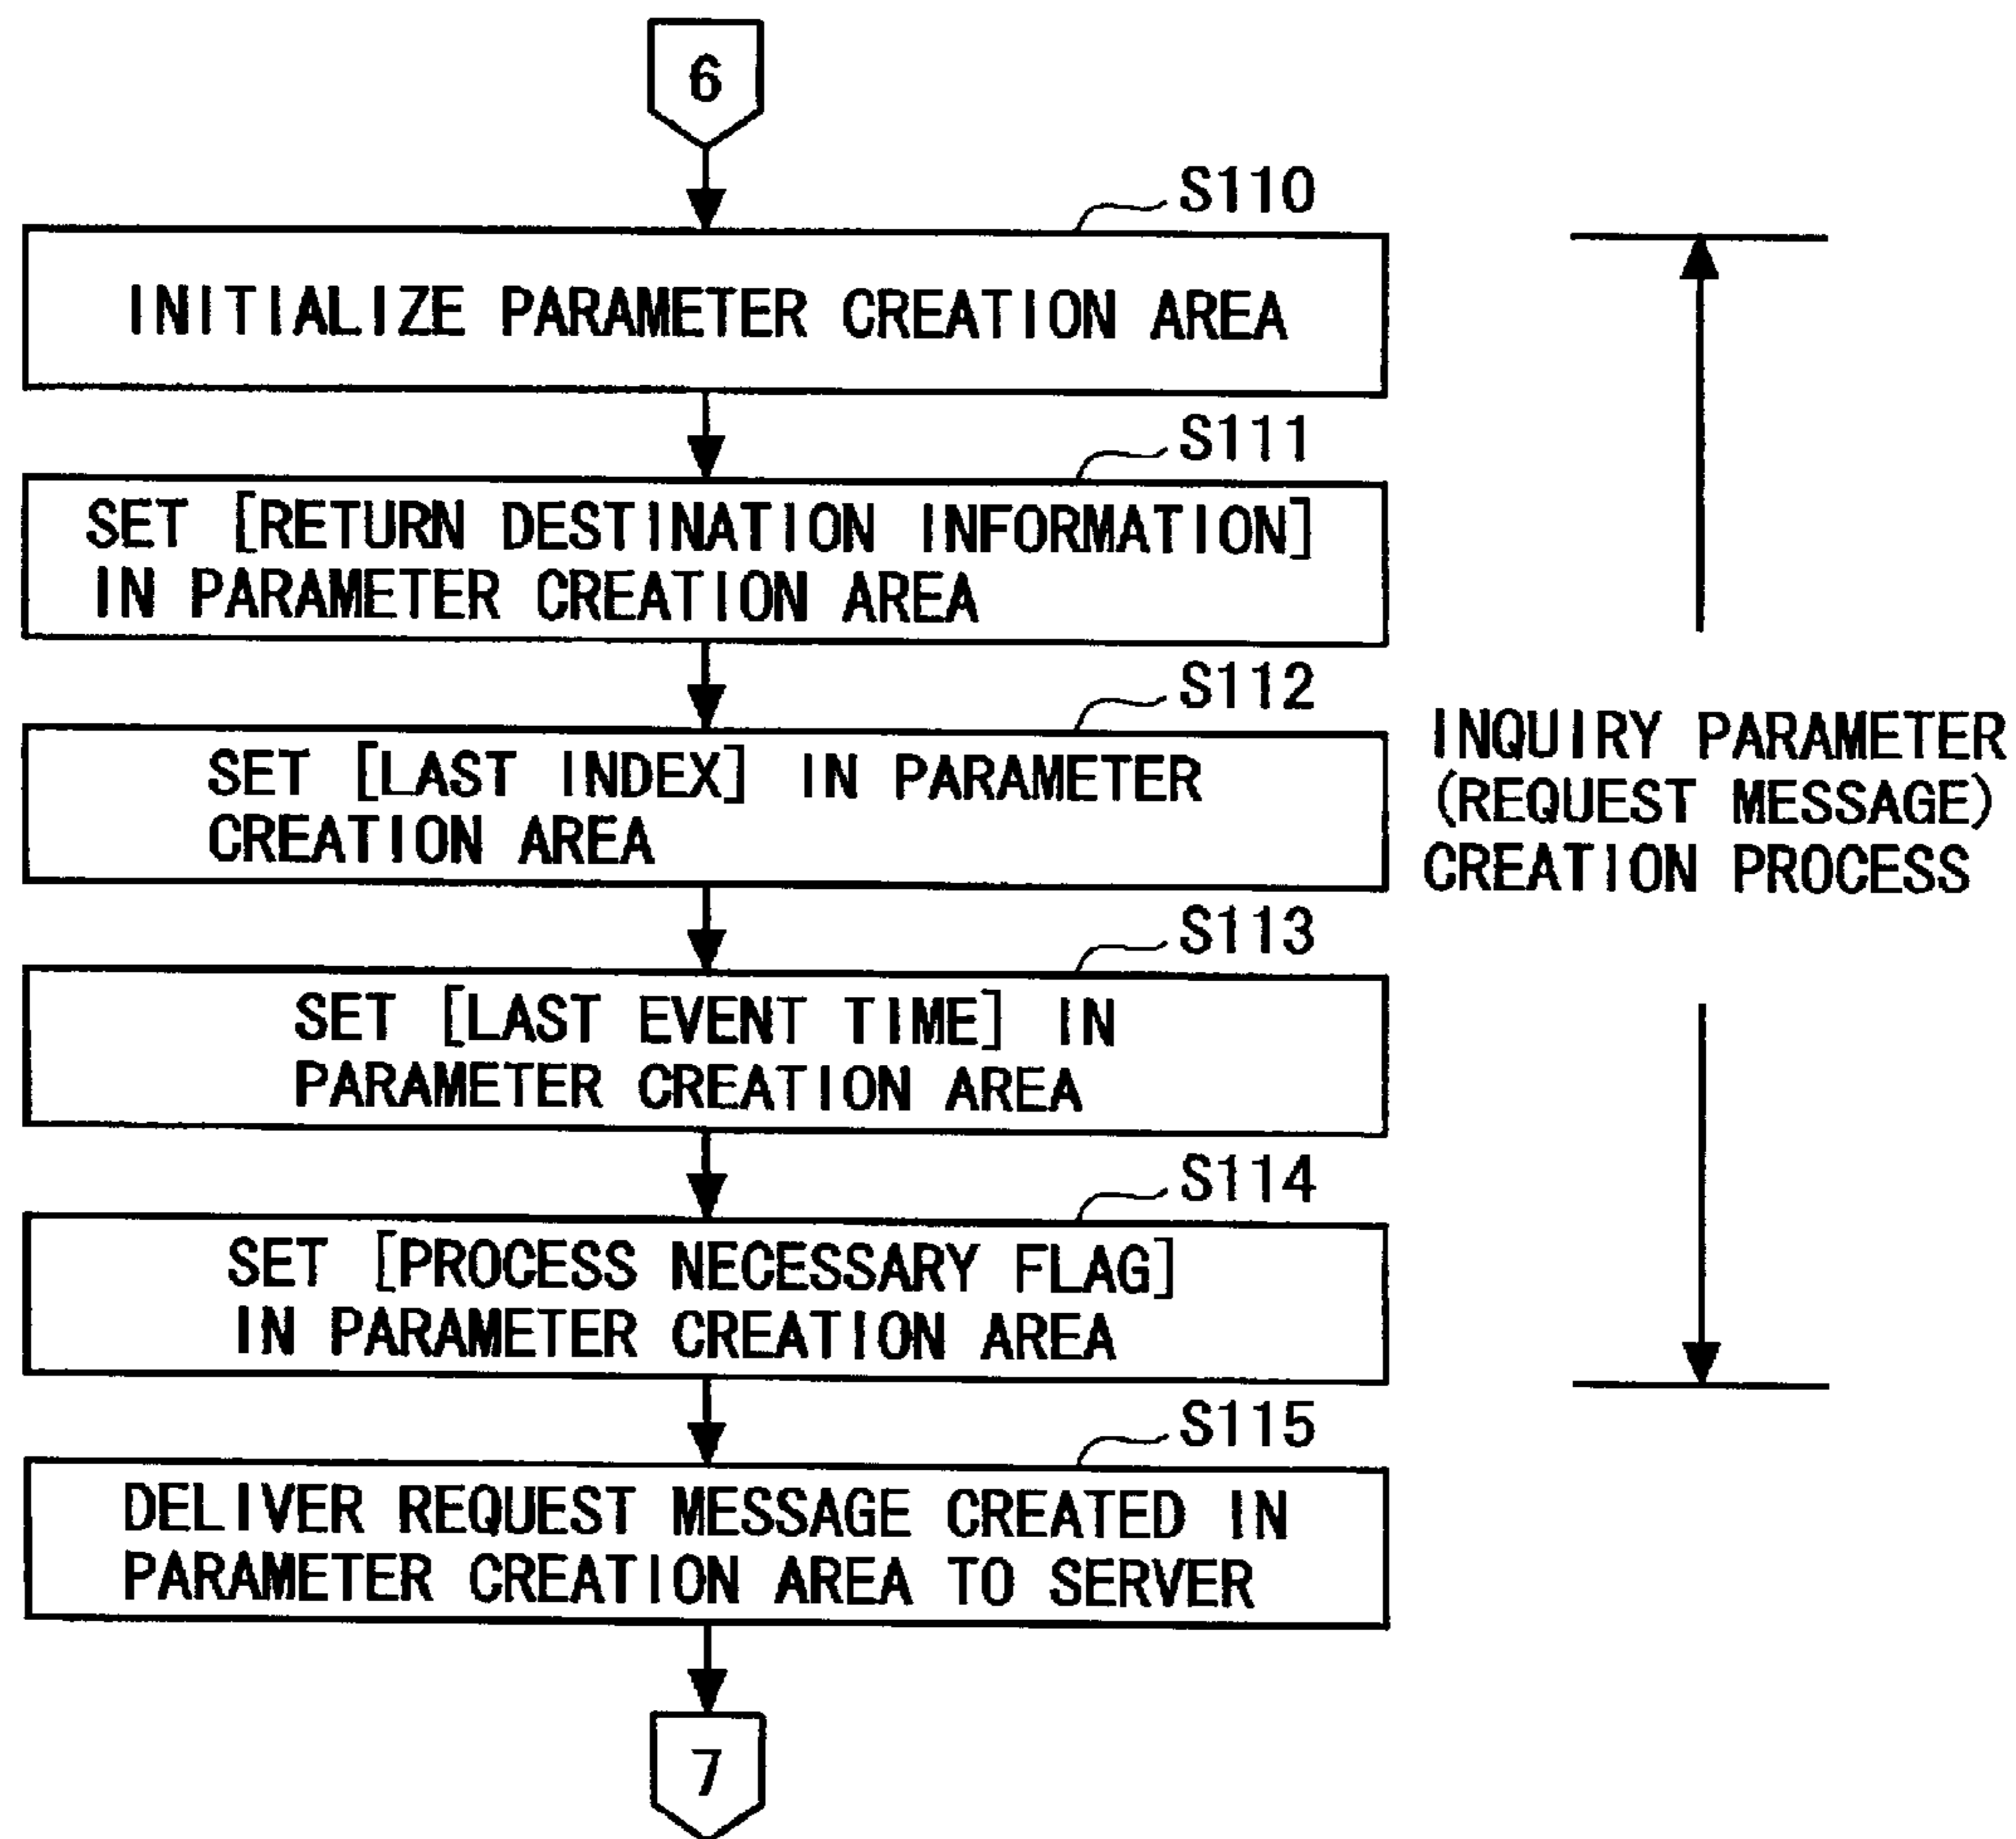 6
S110
INITIALIZE PARAMETER CREATION AREA
S111
SET [RETURN DESTINATION INFORMATION]
IN PARAMETER CREATION AREA
S112
SET [LAST INDEX] IN PARAMETER
CREATION AREA
INQUIRY PARAMETER
(REQUEST MESSAGE)
CREATION PROCESS
S113
SET [LAST EVENT TIME] IN
PARAMETER CREATION AREA
S114
SET [PROCESS NECESSARY FLAG]
IN PARAMETER CREATION AREA
S115
DELIVER REQUEST MESSAGE CREATED IN
PARAMETER CREATION AREA TO SERVER
7